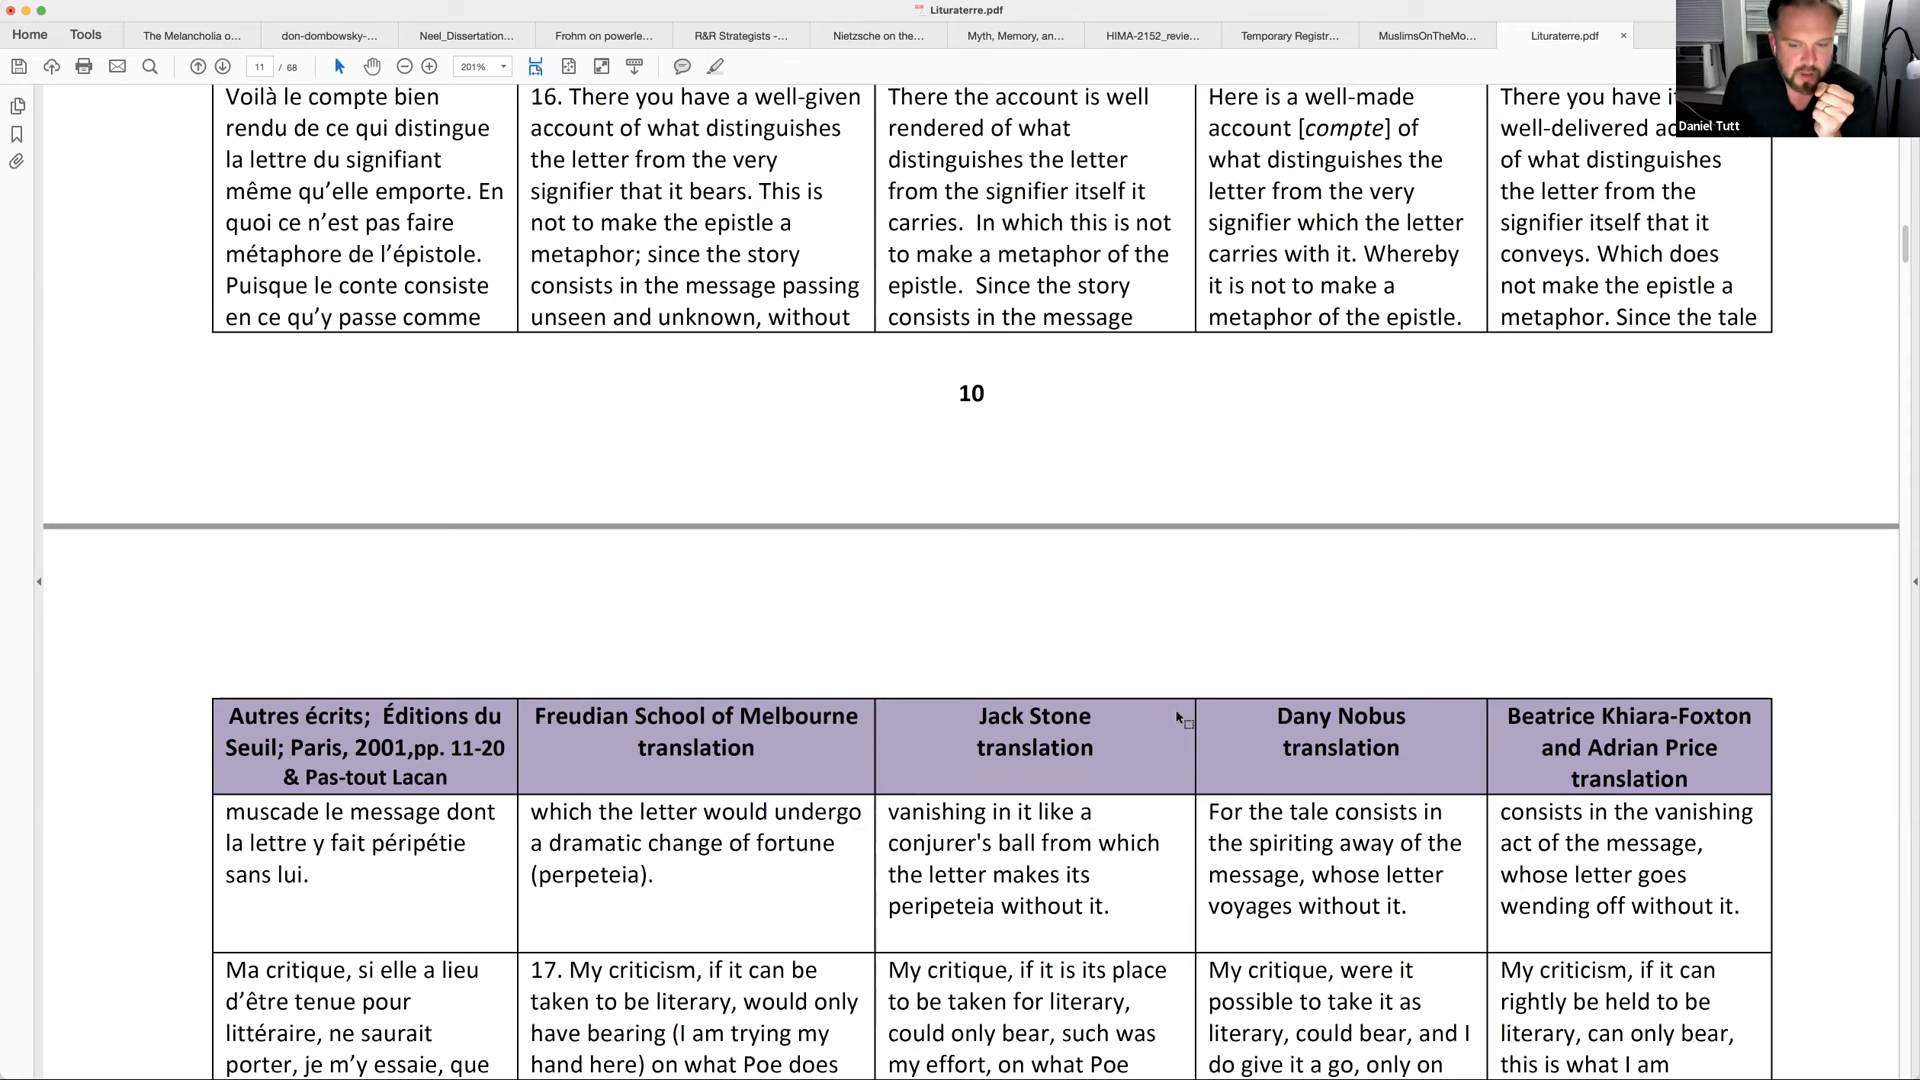 Lituraterre.pdf
Home
Tools
The Melancholia o...
don-dombowsky-...
Neel_Dissertation...
Frohm on powerle...
R&R Strategists -...
Nietzsche on the...
Myth, Memory, an...
HIMA-2152_revie...
Temporary Registr...
MuslimsOnTheMo...
Lituraterre.pdf
11 / 68
201%
Daniel Tutt
Voilà le compte bien
rendu de ce qui distingue
la lettre du signifiant
même qu’elle emporte. En
quoi ce n’est pas faire
métaphore de l’épistole.
Puisque le conte consiste
en ce qu’y passe comme
16. There you have a well-given
account of what distinguishes
the letter from the very
signifier that it bears. This is
not to make the epistle a
metaphor; since the story
consists in the message passing
unseen and unknown, without
There the account is well
rendered of what
distinguishes the letter
from the signifier itself it
carries.  In which this is not
to make a metaphor of the
epistle.  Since the story
consists in the message
Here is a well-made
account [compte] of
what distinguishes the
letter from the very
signifier which the letter
carries with it. Whereby
it is not to make a
metaphor of the epistle.
There you have i
well-delivered a
of what distinguishes
the letter from the
signifier itself that it
conveys. Which does
not make the epistle a
metaphor. Since the tale
10
Autres écrits;  Éditions du
Seuil; Paris, 2001,pp. 11-20
& Pas-tout Lacan
Freudian School of Melbourne
translation
Jack Stone
translation
Dany Nobus
translation
Beatrice Khiara-Foxton
and Adrian Price
translation
muscade le message dont
la lettre y fait péripétie
sans lui.
which the letter would undergo
a dramatic change of fortune
(perpeteia).
vanishing in it like a
conjurer's ball from which
the letter makes its
peripeteia without it.
For the tale consists in
the spiriting away of the
message, whose letter
voyages without it.
consists in the vanishing
act of the message,
whose letter goes
wending off without it.
Ma critique, si elle a lieu
d’être tenue pour
littéraire, ne saurait
porter, je m’y essaie, que
17. My criticism, if it can be
taken to be literary, would only
have bearing (I am trying my
hand here) on what Poe does
My critique, if it is its place
to be taken for literary,
could only bear, such was
my effort, on what Poe
My critique, were it
possible to take it as
literary, could bear, and I
do give it a go, only on
My criticism, if it can
rightly be held to be
literary, can only bear,
this is what I am